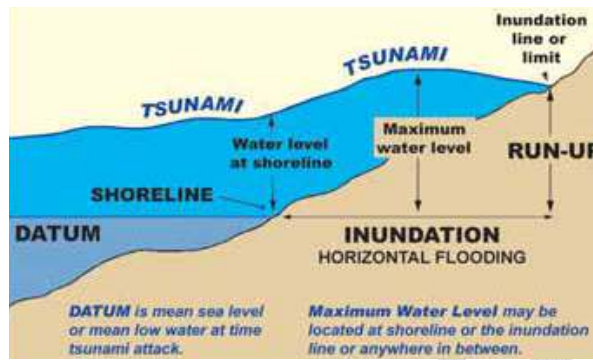 Inundation
line or
limit
TSUNAMI
TSUNAMI
Water level
at shoreline
Maximum
water level
RUN-UP
SHORELINE
DATUM
INUNDATION
HORIZONTAL FLOODING
DATUM is mean sea level
or mean low water at time
tsunami attack.
Maximum Water Level may be
located at shoreline or the inundation
line or anywhere in between.